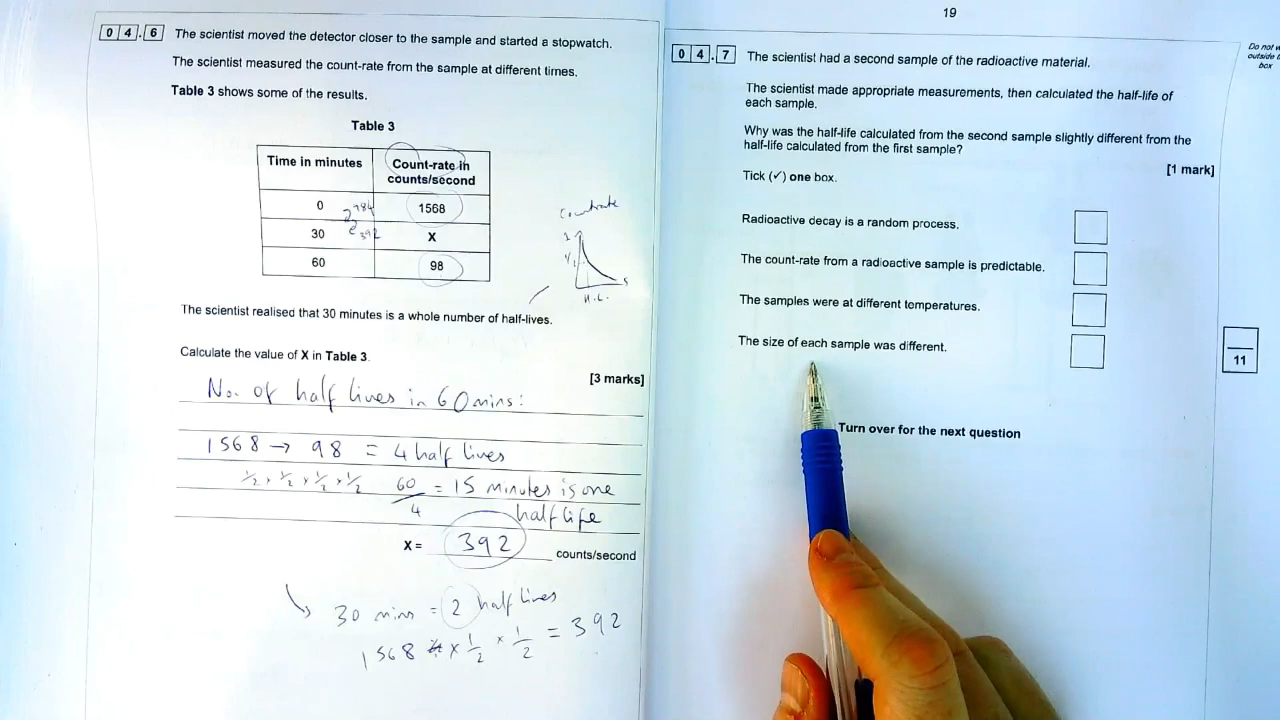 04.6 The scientist moved the detector closer to the sample and started a stopwatch.
The scientist measured the count-rate from the sample at different times.
Table 3 shows some of the results.
Table 3
Time in minutes Count-rate in counts/second
0 1568
784
30 X
392
60 98
Countrate
H.L.
The scientist realised that 30 minutes is a whole number of half-lives.
Calculate the value of X in Table 3.
[3 marks]
No. of half lives in 60 mins:
1568 → 98 = 4 half lives
1/2 × 1/2 × 1/2 × 1/2 60/4 = 15 minutes is one
half life
X = 392 counts/second
30 mins = 2 half lives
1568 × 1/2 × 1/2 = 392
19
Do not w
outside t
box
04.7 The scientist had a second sample of the radioactive material.
The scientist made appropriate measurements, then calculated the half-life of
each sample.
Why was the half-life calculated from the second sample slightly different from the
half-life calculated from the first sample?
[1 mark]
Tick (✓) one box.
Radioactive decay is a random process.
The count-rate from a radioactive sample is predictable.
The samples were at different temperatures.
The size of each sample was different.
11
Turn over for the next question